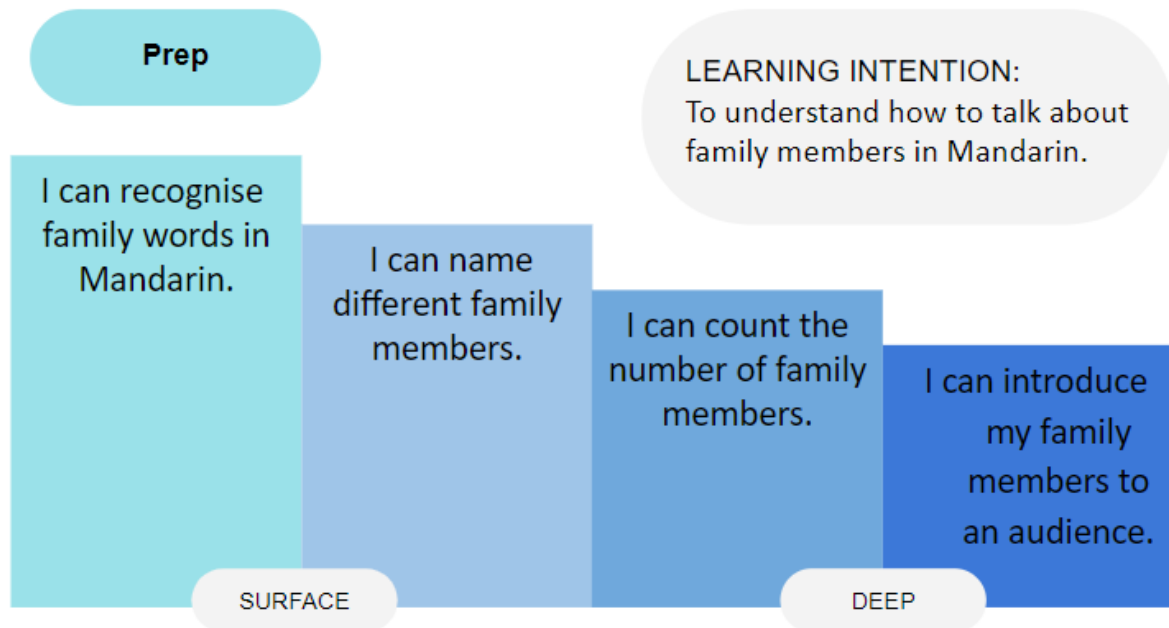 Prep
LEARNING INTENTION:
To understand how to talk about
family members in Mandarin.
I can recognise
family words in
Mandarin.
I can name
different family
members.
I can count the
number of family
members.
I can introduce
my family
members to
an audience.
SURFACE
DEEP